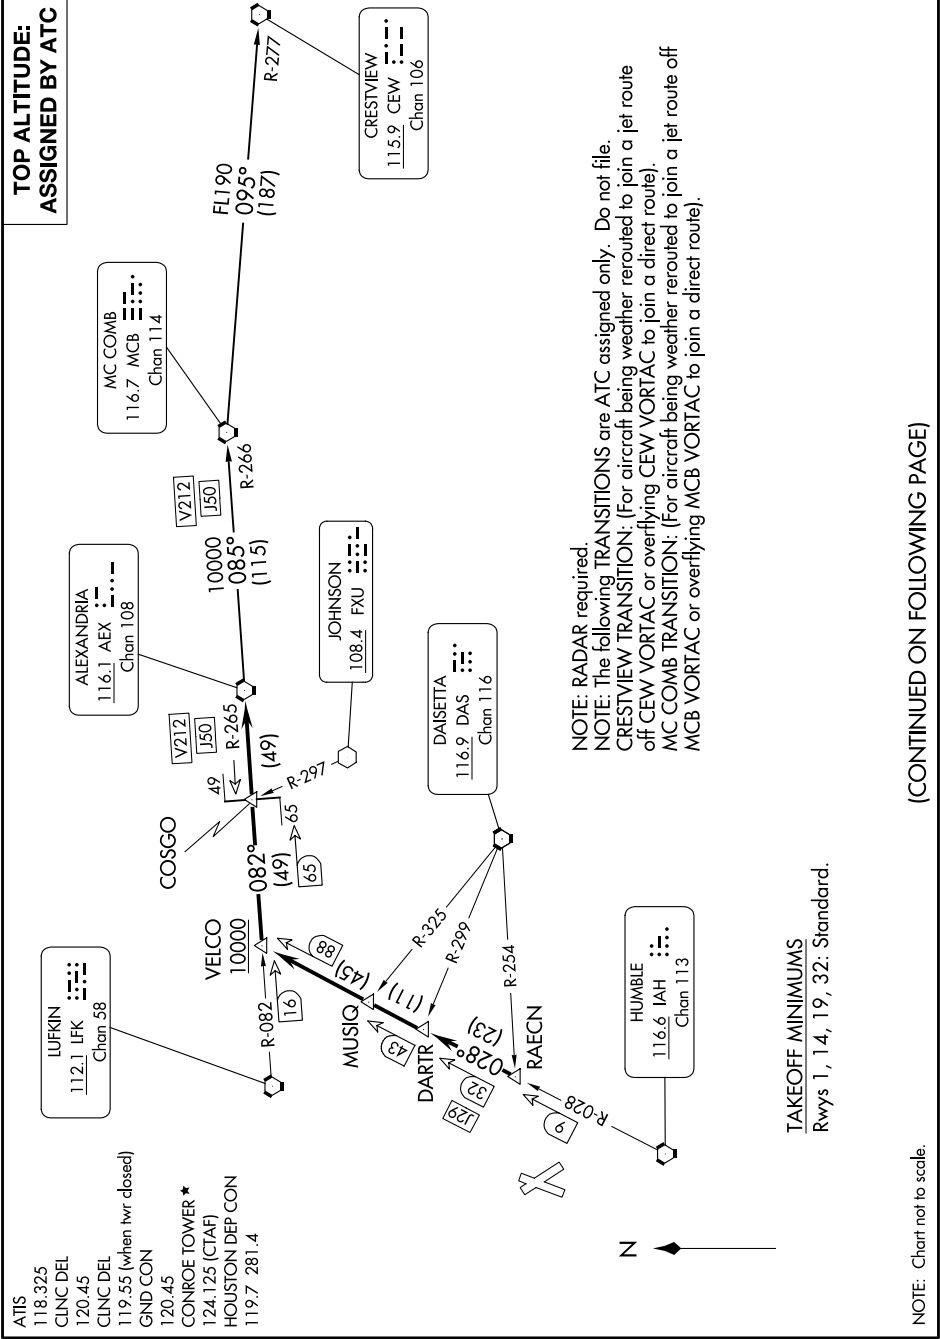 TOP ALTITUDE:
ASSIGNED BY ATC
ATIS
118.325
CLNC DEL
120.45
CLNC DEL
119.55 (when twr closed)
GND CON
120.45
CONROE TOWER ★
124.125 (CTAF)
HOUSTON DEP CON
119.7 281.4
LUFKIN
112.1 LFK
Chan 58
ALEXANDRIA
116.1 AEX
Chan 108
MC COMB
116.7 MCB
Chan 114
CRESTVIEW
115.9 CEW
Chan 106
JOHNSON
108.4 FXU
DAISETTA
116.9 DAS
Chan 116
HUMBLE
116.6 IAH
Chan 113
R-082
16
VELCO
10000
082°
(49)
65
COSGO
49
65
R-297
V212
J50
R-265
(49)
10000
085°
(115)
V212
J50
R-266
FL190
095°
(187)
R-277
88
(45)
MUSIQ
(11)
43
DARTR
R-325
R-299
R-254
028°
(23)
32
J29
RAECN
9
R-028
N
NOTE: RADAR required.
NOTE: The following TRANSITIONS are ATC assigned only. Do not file.
CRESTVIEW TRANSITION: (For aircraft being weather rerouted to join a jet route
off CEW VORTAC or overflying CEW VORTAC to join a direct route).
MC COMB TRANSITION: (For aircraft being weather rerouted to join a jet route off
MCB VORTAC or overflying MCB VORTAC to join a direct route).
TAKEOFF MINIMUMS
Rwys 1, 14, 19, 32: Standard.
NOTE: Chart not to scale.
(CONTINUED ON FOLLOWING PAGE)